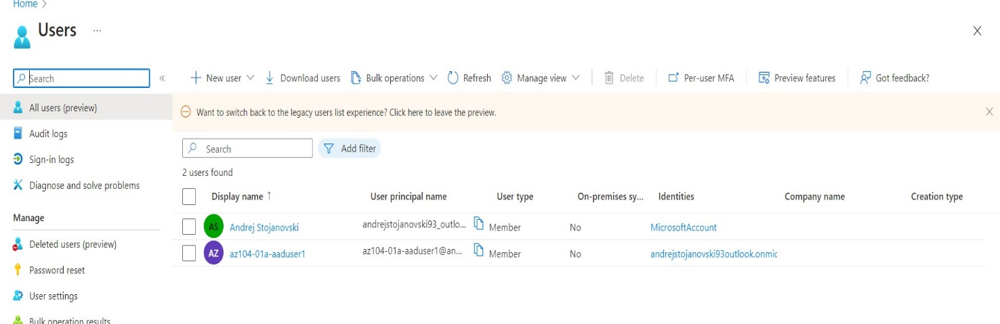 Home >
Users ...
Search «
All users (preview)
Audit logs
Sign-in logs
Diagnose and solve problems
Manage
Deleted users (preview)
Password reset
User settings
Bulk operation results
New user Download users Bulk operations Refresh Manage view Delete Per-user MFA Preview features Got feedback?
Want to switch back to the legacy users list experience? Click here to leave the preview.
Search Add filter
2 users found
Display name ↑ User principal name User type On-premises sy... Identities Company name Creation type
AS Andrej Stojanovski andrejstojanovski93_outlo... Member No MicrosoftAccount
AZ az104-01a-aaduser1 az104-01a-aaduser1@an... Member No andrejstojanovski93outlook.onmic